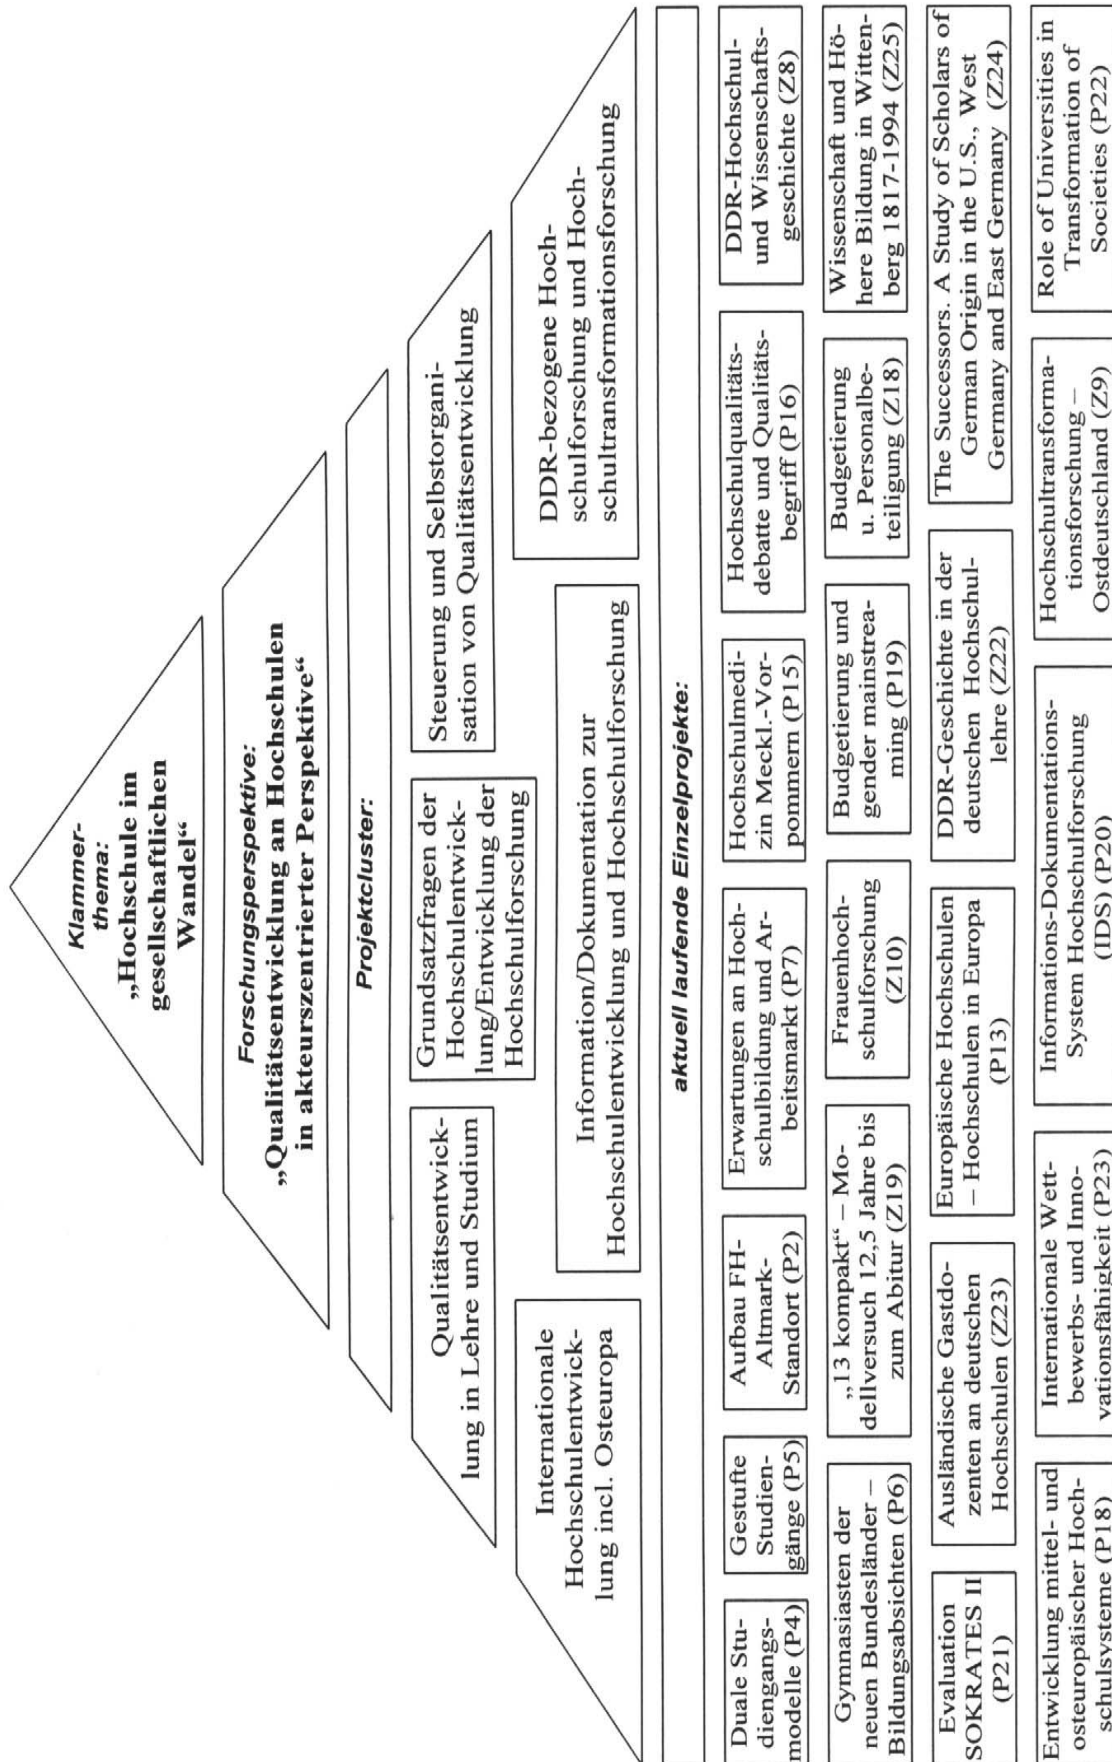 Klammer-
thema:
„Hochschule im
gesellschaftlichen
Wandel“
Forschungsperspektive:
„Qualitätsentwicklung an Hochschulen
in akteurszentrierter Perspektive“
Projektcluster:
Qualitätsentwick-
lung in Lehre und Studium
Grundsatzfragen der
Hochschulentwick-
lung/Entwicklung der
Hochschulforschung
Steuerung und Selbstorgani-
sation von Qualitätsentwicklung
Internationale
Hochschulentwick-
lung incl. Osteuropa
Information/Dokumentation zur
Hochschulentwicklung und Hochschulforschung
DDR-bezogene Hoch-
schulforschung und Hoch-
schultransformationsforschung
aktuell laufende Einzelprojekte:
Duale Stu-
diengangs-
modelle (P4)
Gestufte
Studien-
gänge (P5)
Aufbau FH-
Altmark-
Standort (P2)
Erwartungen an Hoch-
schulbildung und Ar-
beitsmarkt (P7)
Hochschulmedi-
zin Meckl.-Vor-
pommern (P15)
Hochschulqualitäts-
debatte und Qualitäts-
begriff (P16)
DDR-Hochschul-
und Wissenschafts-
geschichte (Z8)
Gymnasiasten der
neuen Bundesländer –
Bildungsabsichten (P6)
„13 kompakt“ – Mo-
dellversuch 12,5 Jahre bis
zum Abitur (Z19)
Frauenhoch-
schulforschung
(Z10)
Budgetierung und
gender mainstrea-
ming (P19)
Budgetierung
u. Personalbe-
teiligung (Z18)
Wissenschaft und Hö-
here Bildung in Witten-
berg 1817-1994 (Z25)
Evaluation
SOKRATES II
(P21)
Ausländische Gastdo-
zenten an deutschen
Hochschulen (Z23)
Europäische Hochschulen
– Hochschulen in Europa
(P13)
DDR-Geschichte in der
deutschen Hochschul-
lehre (Z22)
The Successors. A Study of Scholars of
German Origin in the U.S., West
Germany and East Germany (Z24)
Entwicklung mittel- und
osteuropäischer Hoch-
schulsysteme (P18)
Internationale Wett-
bewerbs- und Inno-
vationsfähigkeit (P23)
Informations-Dokumentations-
System Hochschulforschung
(IDS) (P20)
Hochschultransforma-
tionsforschung –
Ostdeutschland (Z9)
Role of Universities in
Transformation of
Societies (P22)